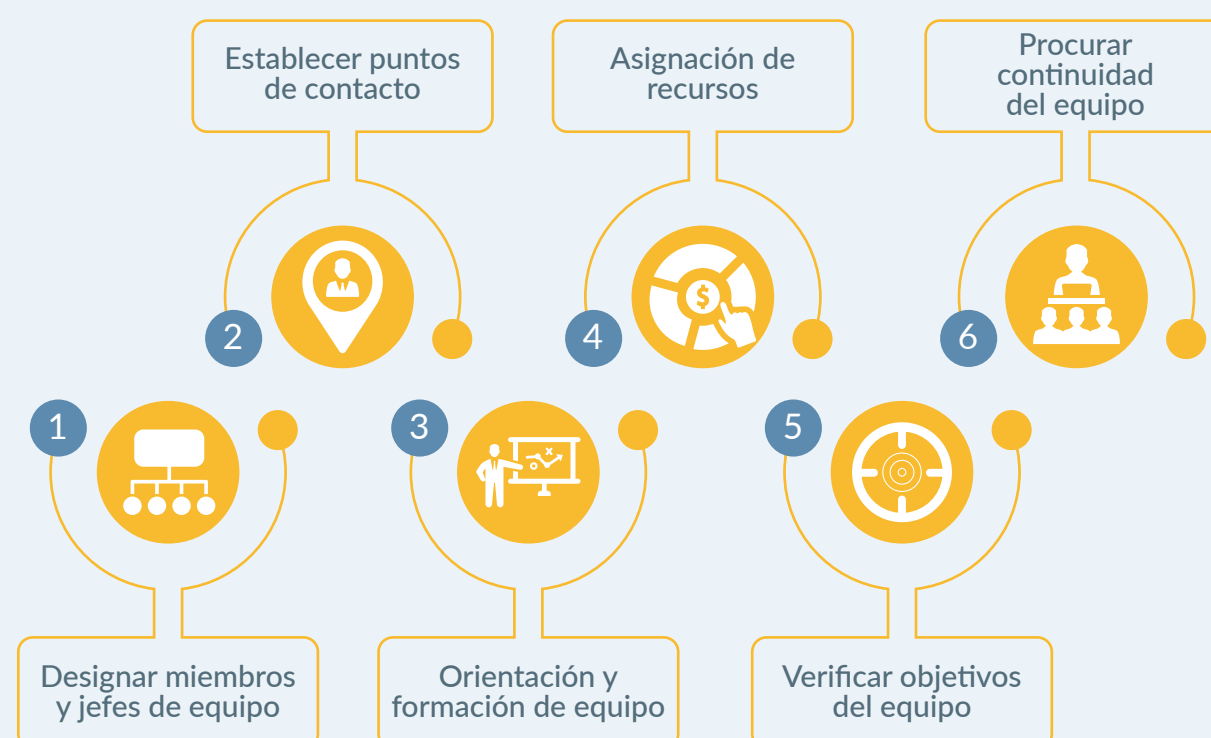 1
Designar miembros
y jefes de equipo
2
Establecer puntos
de contacto
3
Orientación y
formación de equipo
4
Asignación de
recursos
$
5
Verificar objetivos
del equipo
6
Procurar
continuidad
del equipo